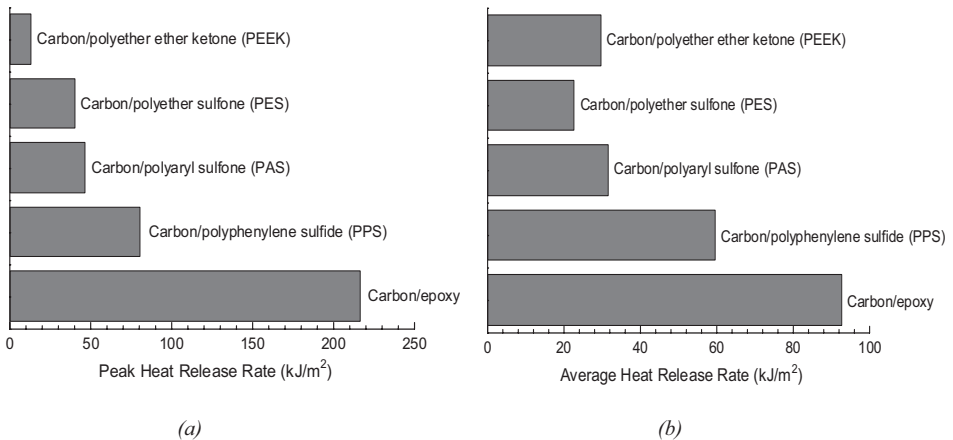 Carbon/polyether ether ketone (PEEK)
Carbon/polyether sulfone (PES)
Carbon/polyaryl sulfone (PAS)
Carbon/polyphenylene sulfide (PPS)
Carbon/epoxy
0 50 100 150 200 250
Peak Heat Release Rate (kJ/m²)
(a)
Carbon/polyether ether ketone (PEEK)
Carbon/polyether sulfone (PES)
Carbon/polyaryl sulfone (PAS)
Carbon/polyphenylene sulfide (PPS)
Carbon/epoxy
0 20 40 60 80 100
Average Heat Release Rate (kJ/m²)
(b)